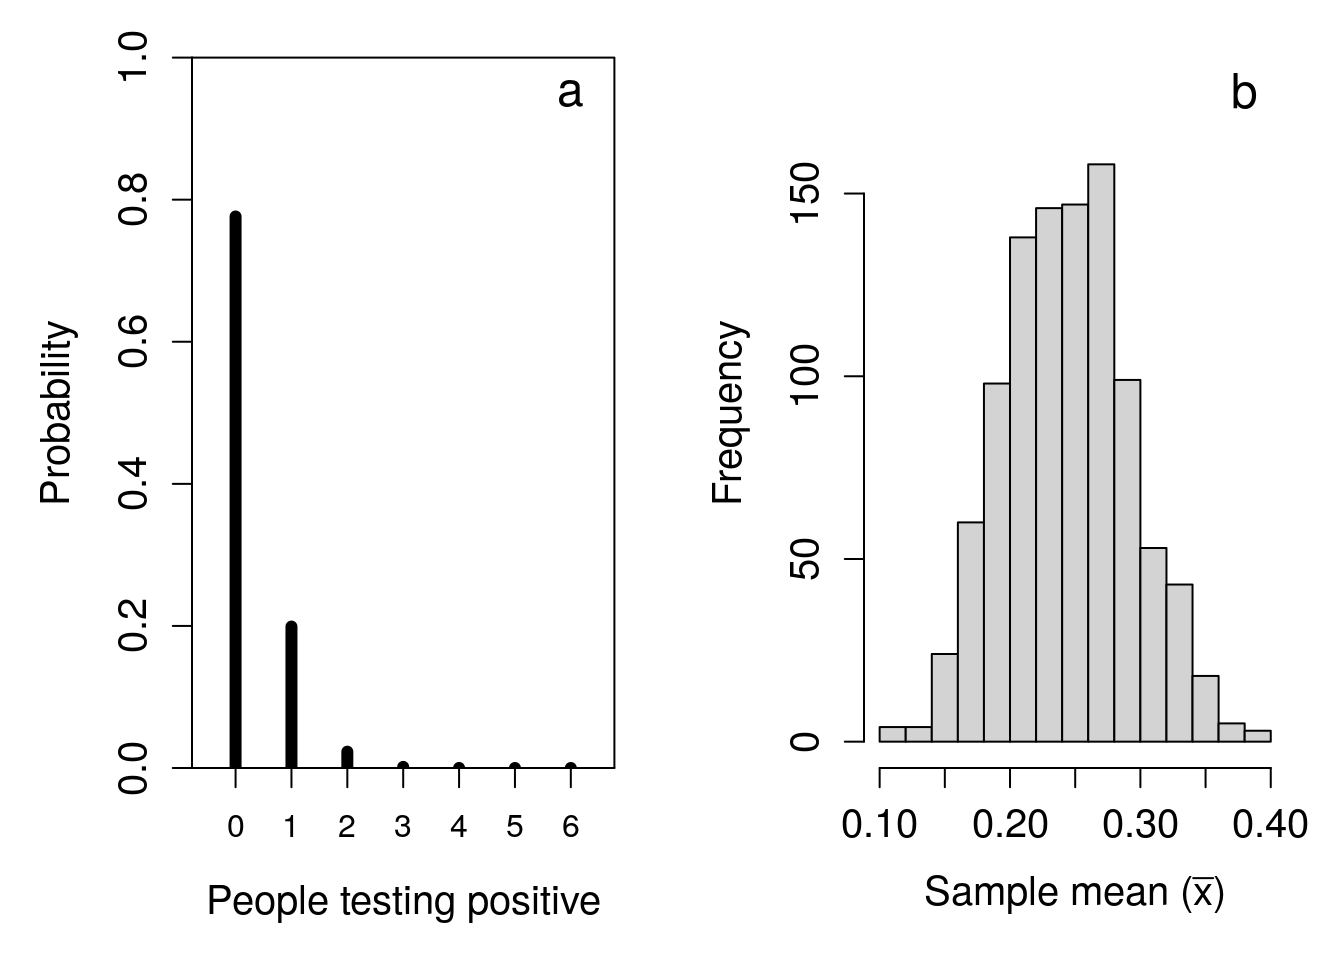 a
Probability
1.0
0.8
0.6
0.4
0.2
0.0
0 1 2 3 4 5 6
People testing positive
b
Frequency
150
100
50
0
0.10 0.20 0.30 0.40
Sample mean (x̅)